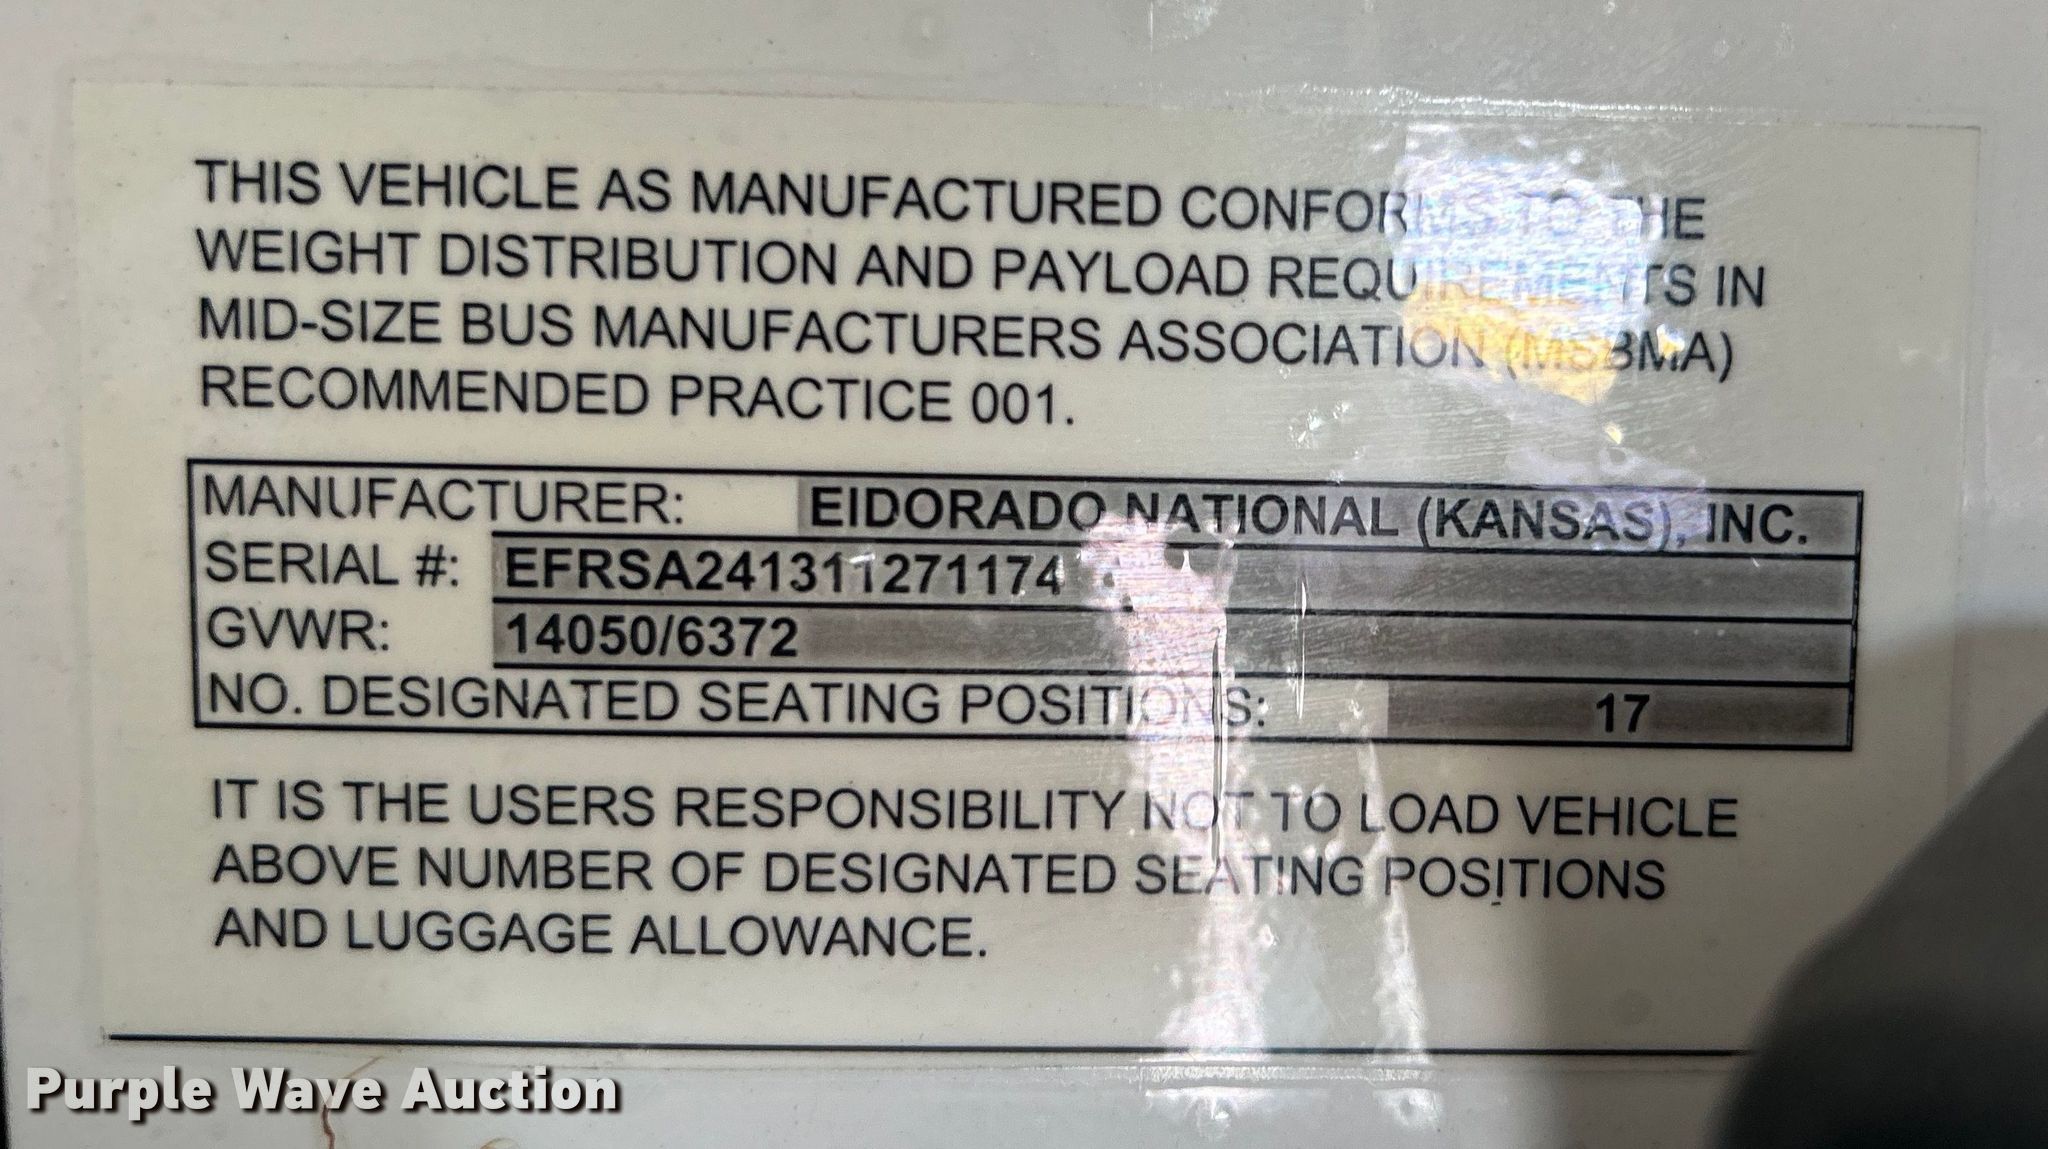 THIS VEHICLE AS MANUFACTURED CONFORMS TO THE
WEIGHT DISTRIBUTION AND PAYLOAD REQUIREMENTS IN
MID-SIZE BUS MANUFACTURERS ASSOCIATION (MSBMA)
RECOMMENDED PRACTICE 001.
MANUFACTURER: ElDORADO NATIONAL (KANSAS), INC.
SERIAL #: EFRSA241311271174
GVWR: 14050/6372
NO. DESIGNATED SEATING POSITIONS: 17
IT IS THE USERS RESPONSIBILITY NOT TO LOAD VEHICLE
ABOVE NUMBER OF DESIGNATED SEATING POSITIONS
AND LUGGAGE ALLOWANCE.
Purple Wave Auction